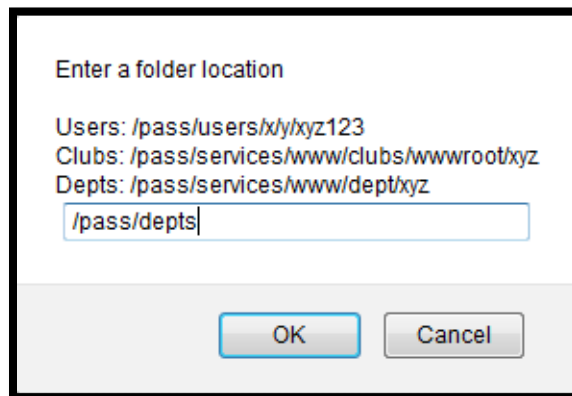 Enter a folder location
Users: /pass/users/x/y/xyz123
Clubs: /pass/services/www/clubs/wwwroot/xyz
Depts: /pass/services/www/dept/xyz
/pass/depts
OK Cancel